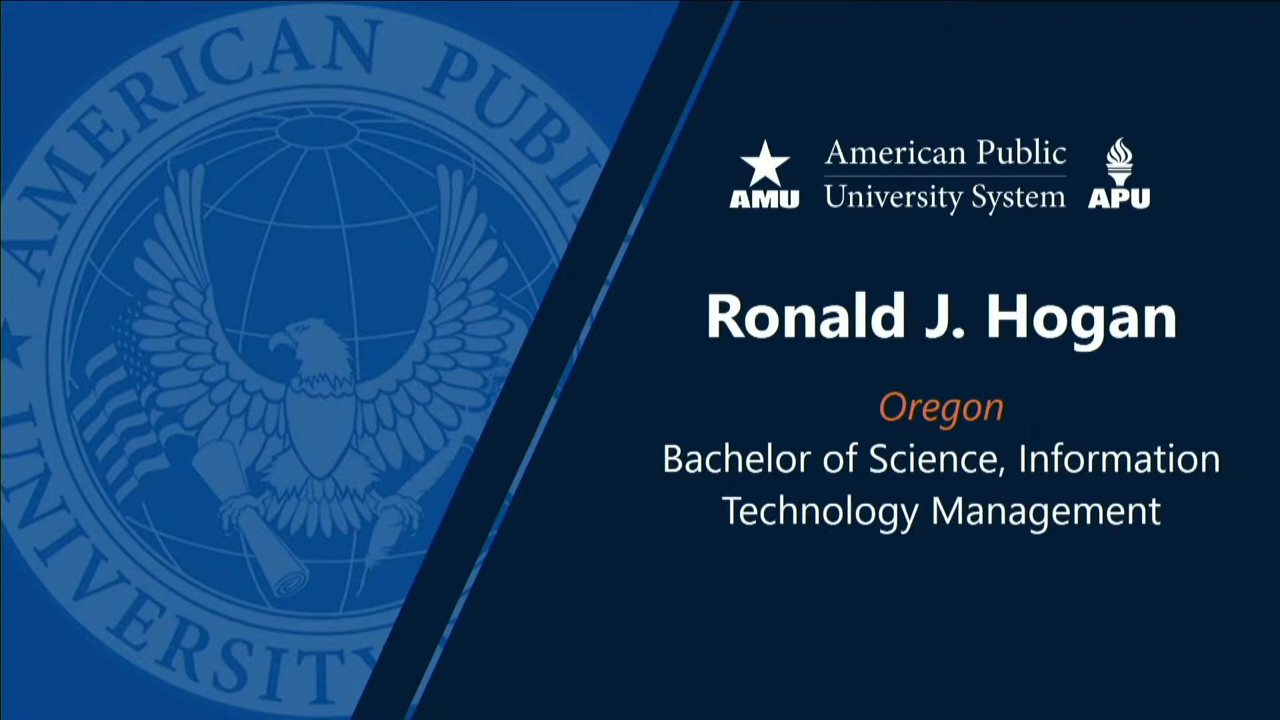 AMERICAN PUBLI
UNIVERSITY
American Public
University System
AMU
APU
Ronald J. Hogan
Oregon
Bachelor of Science, Information
Technology Management